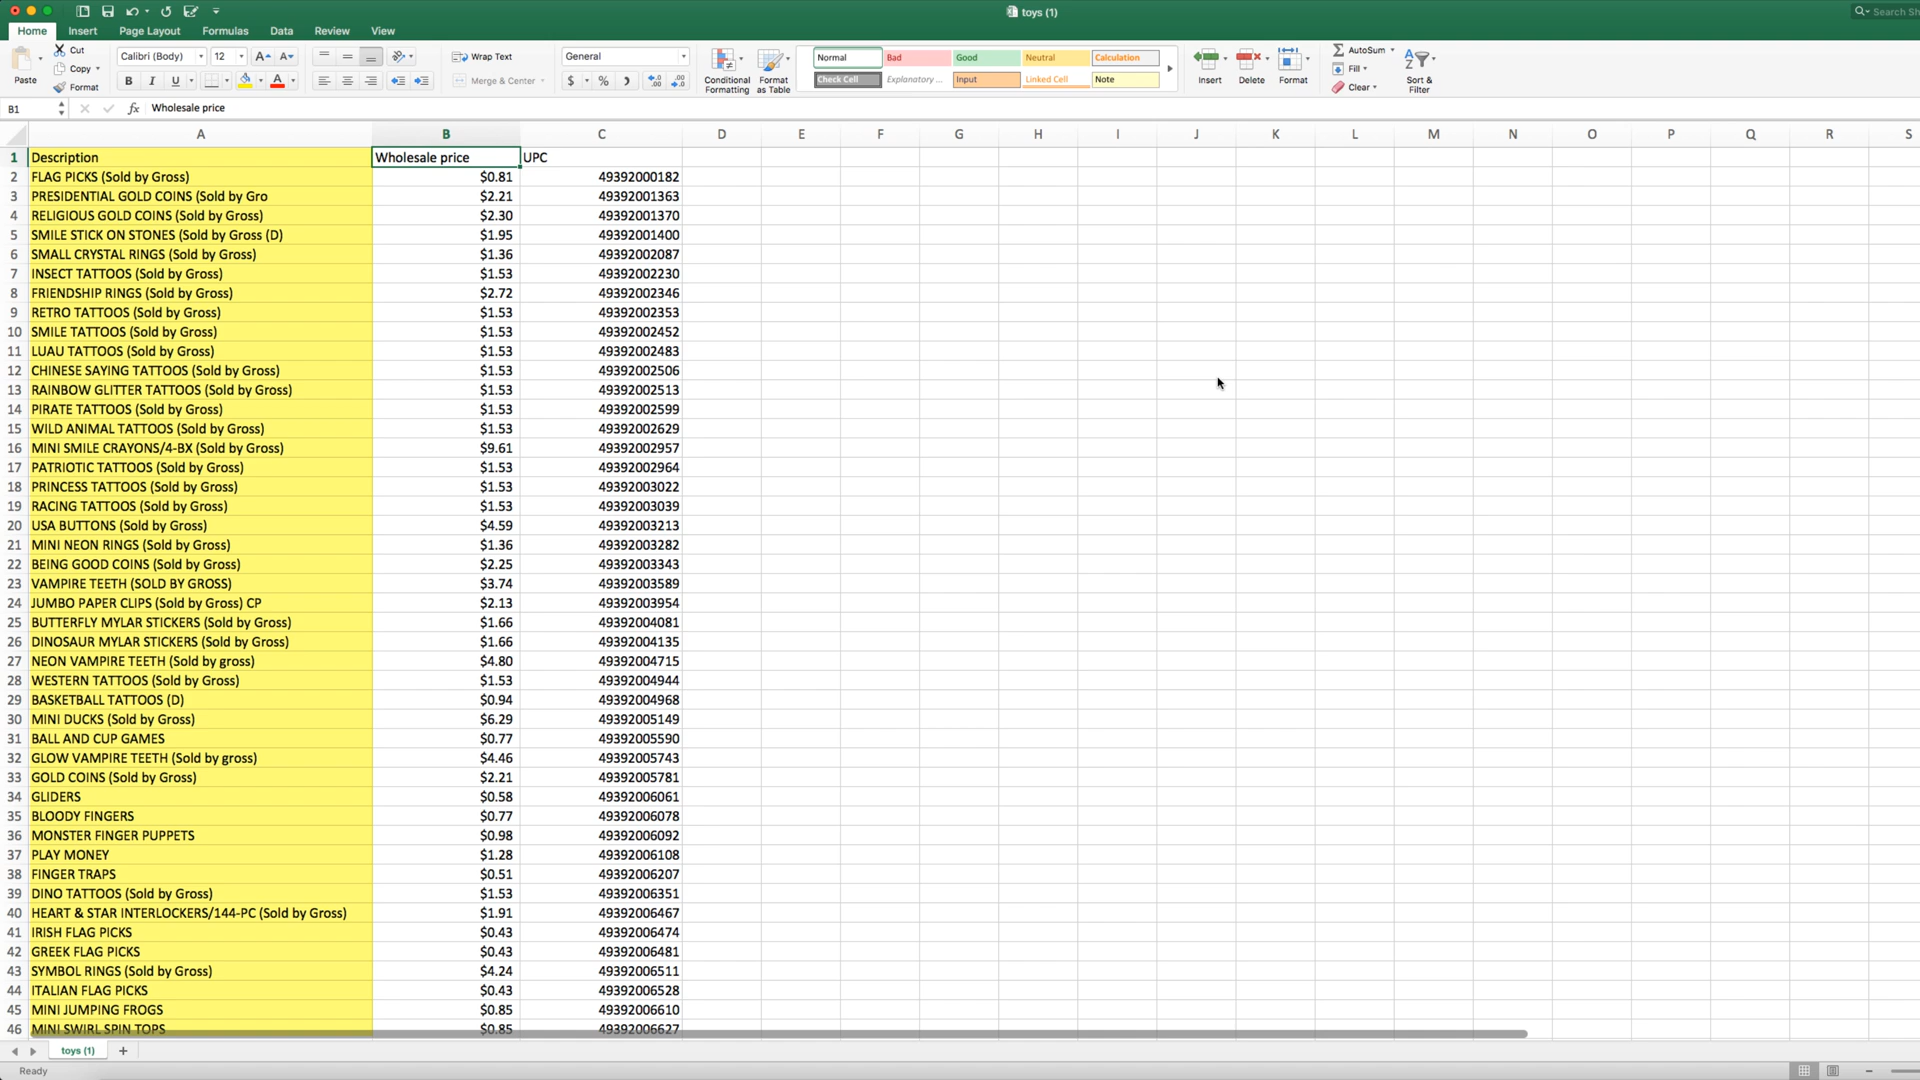 toys (1)
Search Sh
Home Insert Page Layout Formulas Data Review View
Paste Cut Copy Format
Calibri (Body) 12 A A
B I U A
Wrap Text
Merge & Center
General
$ % )
Conditional Formatting
Format as Table
Normal Bad Good Neutral Calculation
Check Cell Explanatory ... Input Linked Cell Note
Insert Delete Format
AutoSum
Fill
Clear
Sort & Filter
B1 fx Wholesale price
A B C D E F G H I J K L M N O P Q R S
1 Description Wholesale price UPC
2 FLAG PICKS (Sold by Gross) $0.81 49392000182
3 PRESIDENTIAL GOLD COINS (Sold by Gro $2.21 49392001363
4 RELIGIOUS GOLD COINS (Sold by Gross) $2.30 49392001370
5 SMILE STICK ON STONES (Sold by Gross (D) $1.95 49392001400
6 SMALL CRYSTAL RINGS (Sold by Gross) $1.36 49392002087
7 INSECT TATTOOS (Sold by Gross) $1.53 49392002230
8 FRIENDSHIP RINGS (Sold by Gross) $2.72 49392002346
9 RETRO TATTOOS (Sold by Gross) $1.53 49392002353
10 SMILE TATTOOS (Sold by Gross) $1.53 49392002452
11 LUAU TATTOOS (Sold by Gross) $1.53 49392002483
12 CHINESE SAYING TATTOOS (Sold by Gross) $1.53 49392002506
13 RAINBOW GLITTER TATTOOS (Sold by Gross) $1.53 49392002513
14 PIRATE TATTOOS (Sold by Gross) $1.53 49392002599
15 WILD ANIMAL TATTOOS (Sold by Gross) $1.53 49392002629
16 MINI SMILE CRAYONS/4-BX (Sold by Gross) $9.61 49392002957
17 PATRIOTIC TATTOOS (Sold by Gross) $1.53 49392002964
18 PRINCESS TATTOOS (Sold by Gross) $1.53 49392003022
19 RACING TATTOOS (Sold by Gross) $1.53 49392003039
20 USA BUTTONS (Sold by Gross) $4.59 49392003213
21 MINI NEON RINGS (Sold by Gross) $1.36 49392003282
22 BEING GOOD COINS (Sold by Gross) $2.25 49392003343
23 VAMPIRE TEETH (SOLD BY GROSS) $3.74 49392003589
24 JUMBO PAPER CLIPS (Sold by Gross) CP $2.13 49392003954
25 BUTTERFLY MYLAR STICKERS (Sold by Gross) $1.66 49392004081
26 DINOSAUR MYLAR STICKERS (Sold by Gross) $1.66 49392004135
27 NEON VAMPIRE TEETH (Sold by gross) $4.80 49392004715
28 WESTERN TATTOOS (Sold by Gross) $1.53 49392004944
29 BASKETBALL TATTOOS (D) $0.94 49392004968
30 MINI DUCKS (Sold by Gross) $6.29 49392005149
31 BALL AND CUP GAMES $0.77 49392005590
32 GLOW VAMPIRE TEETH (Sold by gross) $4.46 49392005743
33 GOLD COINS (Sold by Gross) $2.21 49392005781
34 GLIDERS $0.58 49392006061
35 BLOODY FINGERS $0.77 49392006078
36 MONSTER FINGER PUPPETS $0.98 49392006092
37 PLAY MONEY $1.28 49392006108
38 FINGER TRAPS $0.51 49392006207
39 DINO TATTOOS (Sold by Gross) $1.53 49392006351
40 HEART & STAR INTERLOCKERS/144-PC (Sold by Gross) $1.91 49392006467
41 IRISH FLAG PICKS $0.43 49392006474
42 GREEK FLAG PICKS $0.43 49392006481
43 SYMBOL RINGS (Sold by Gross) $4.24 49392006511
44 ITALIAN FLAG PICKS $0.43 49392006528
45 MINI JUMPING FROGS $0.85 49392006610
46 MINI SWIRL SPIN TOPS $0.85 49392006627
toys (1) +
Ready